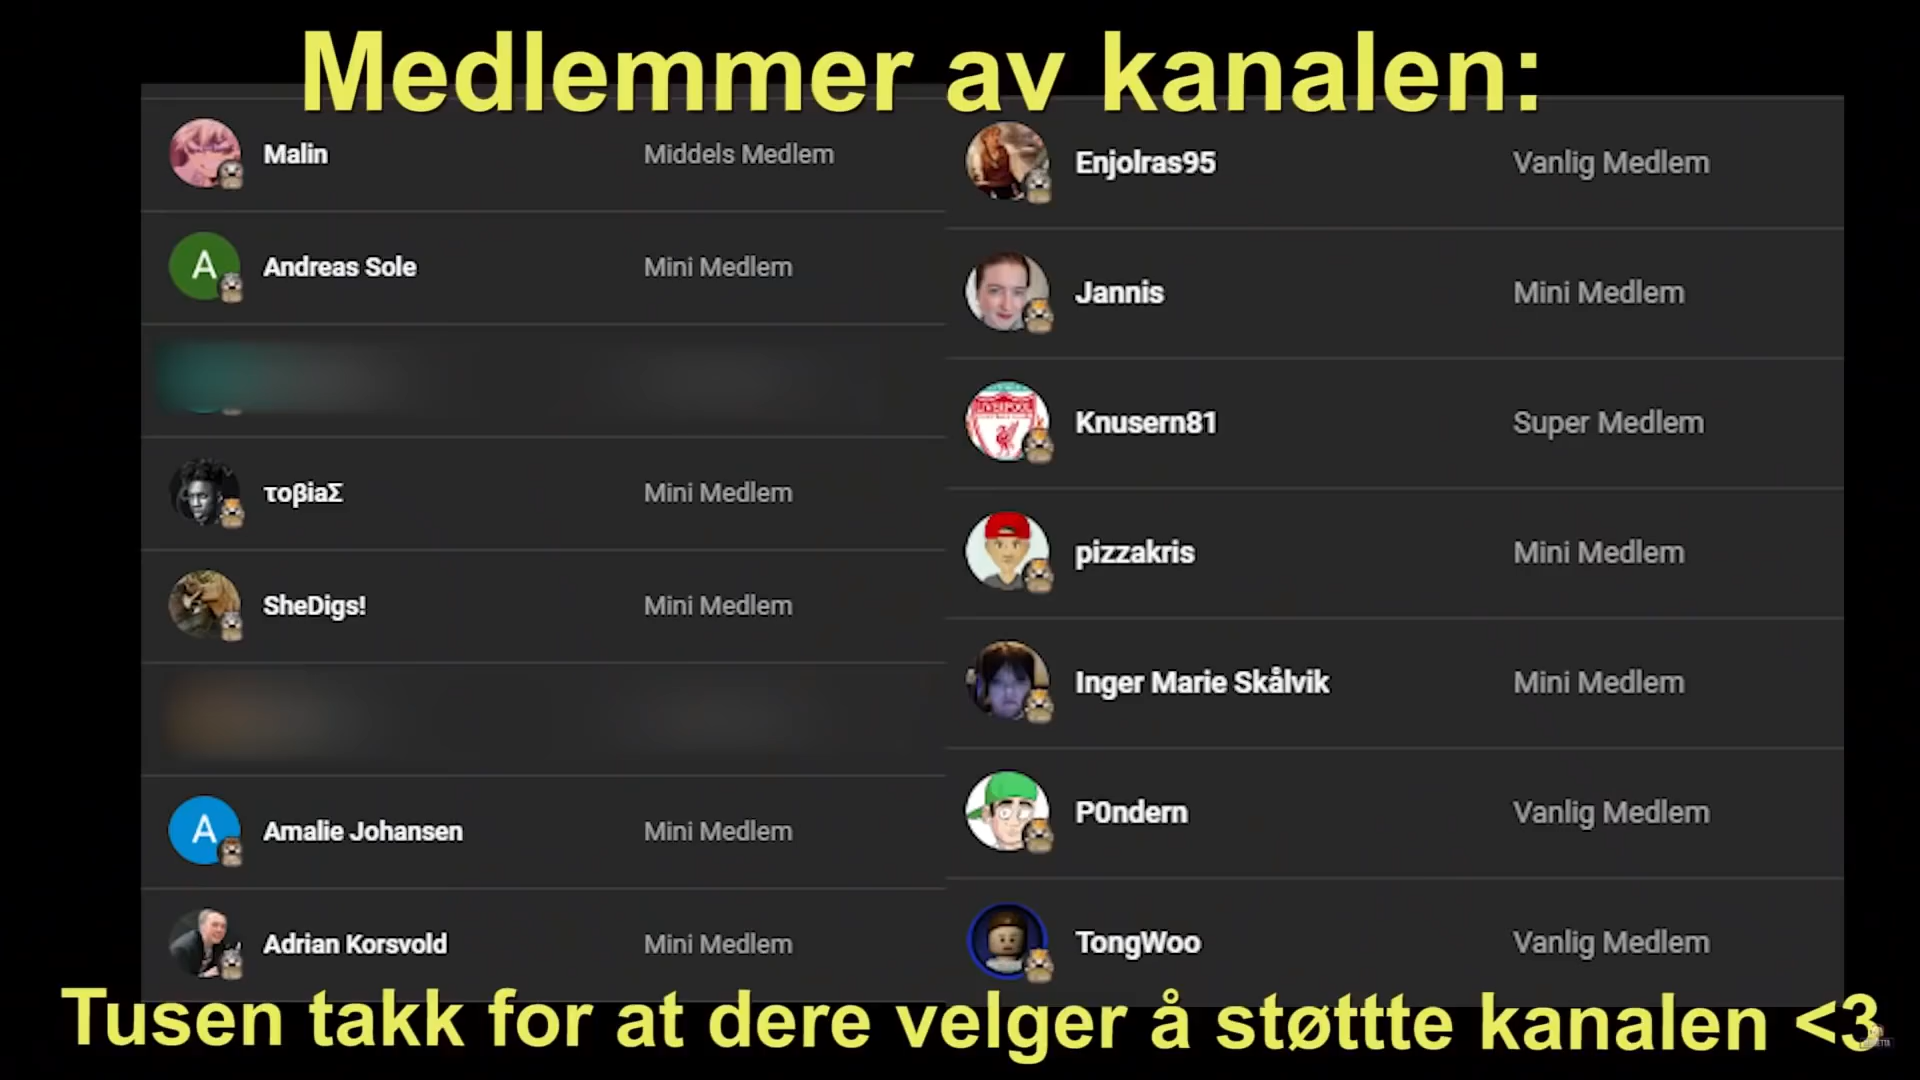 Medlemmer av kanalen:
Malin Middels Medlem
A Andreas Sole Mini Medlem
τοβiaΣ Mini Medlem
SheDigs! Mini Medlem
A Amalie Johansen Mini Medlem
Adrian Korsvold Mini Medlem
Enjolras95 Vanlig Medlem
Jannis Mini Medlem
LIVERPOOL
Knusern81 Super Medlem
pizzakris Mini Medlem
Inger Marie Skålvik Mini Medlem
P0ndern Vanlig Medlem
TongWoo Vanlig Medlem
Tusen takk for at dere velger å støttte kanalen <3